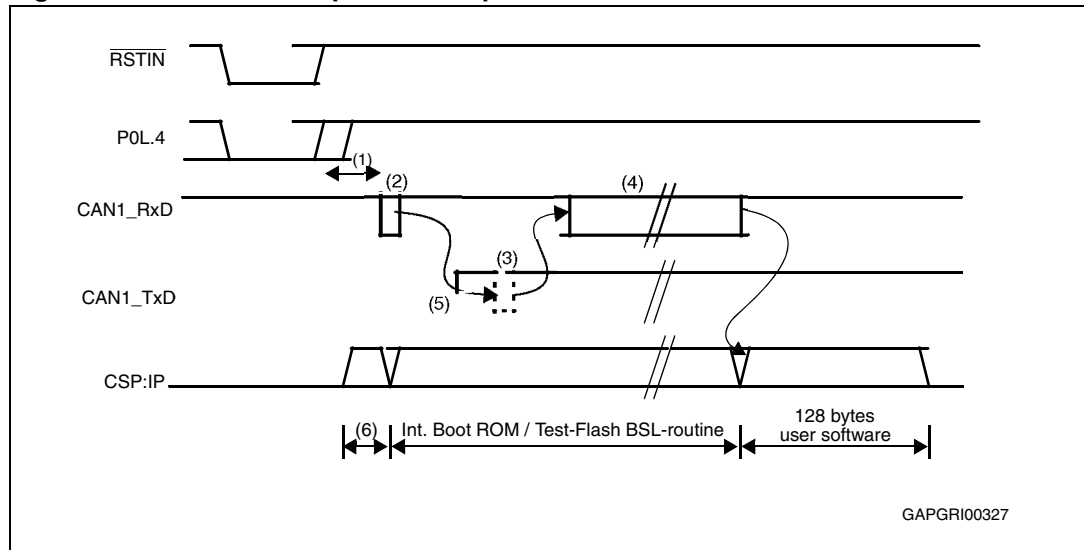 RSTIN
P0L.4
(1)
(2)
(4)
CAN1_RxD
(3)
CAN1_TxD
(5)
CSP:IP
(6)
Int. Boot ROM / Test-Flash BSL-routine
128 bytes
user software
GAPGRI00327